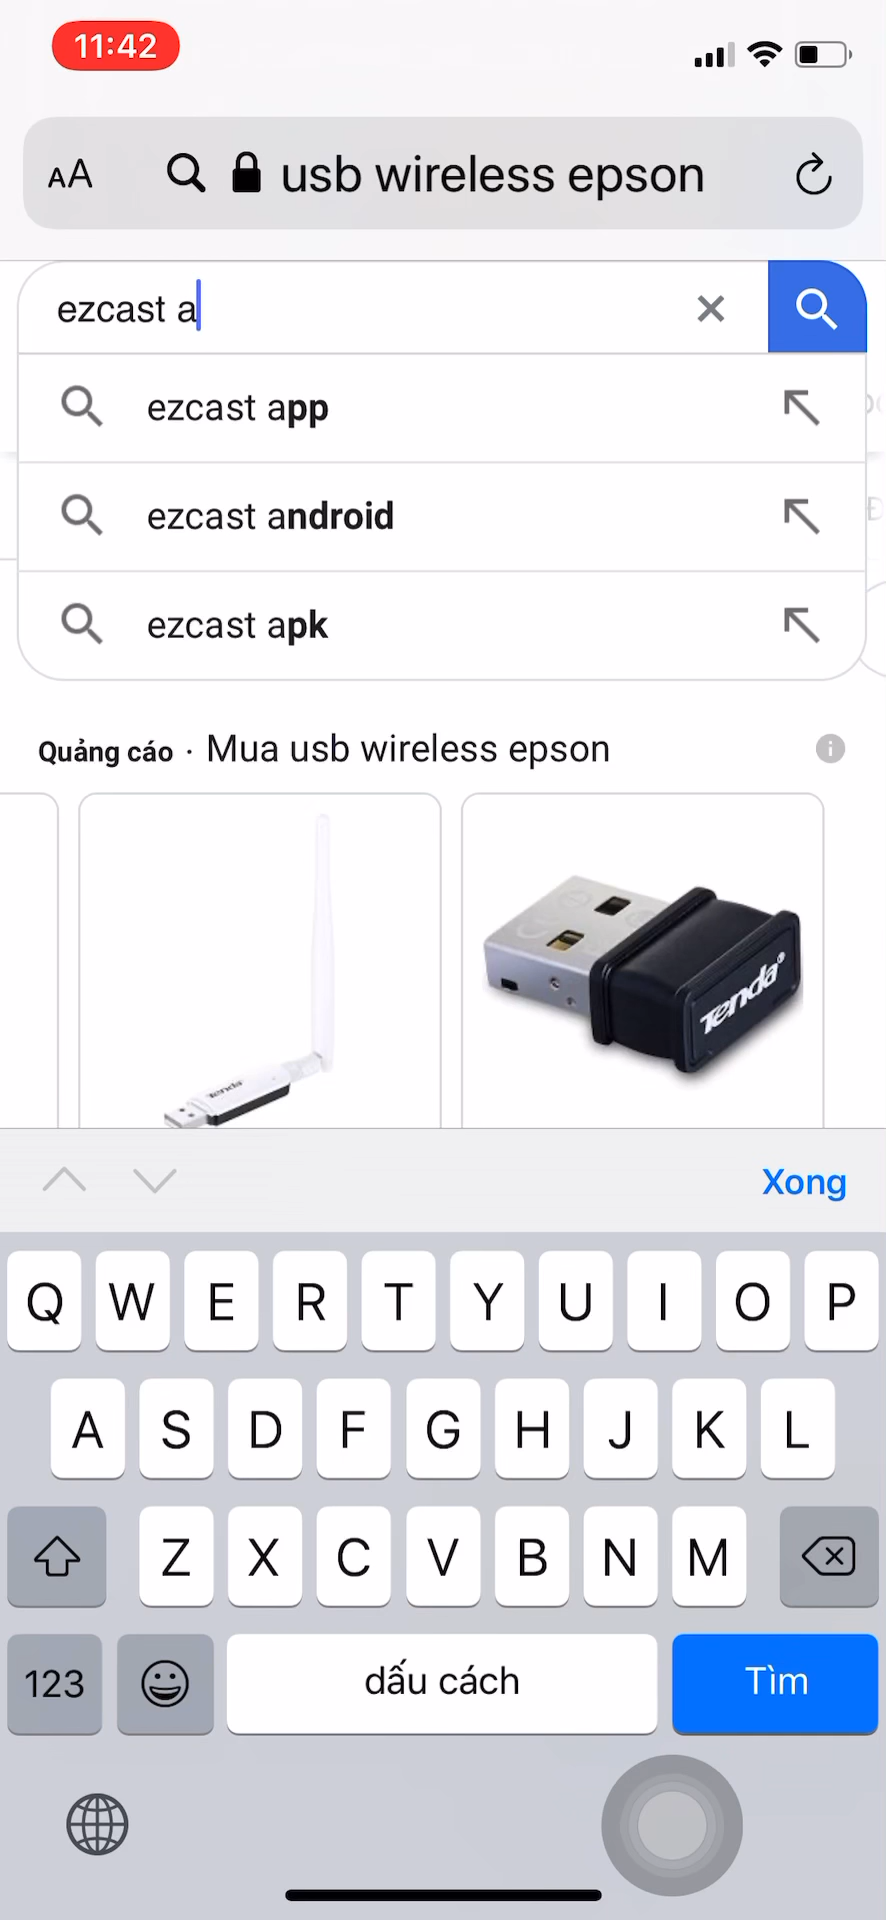 11:42
AA usb wireless epson
ezcast a
ezcast app
ezcast android
ezcast apk
Quảng cáo · Mua usb wireless epson
Tenda
Tenda
Xong
Q W E R T Y U I O P
A S D F G H J K L
Z X C V B N M
123 dấu cách Tìm